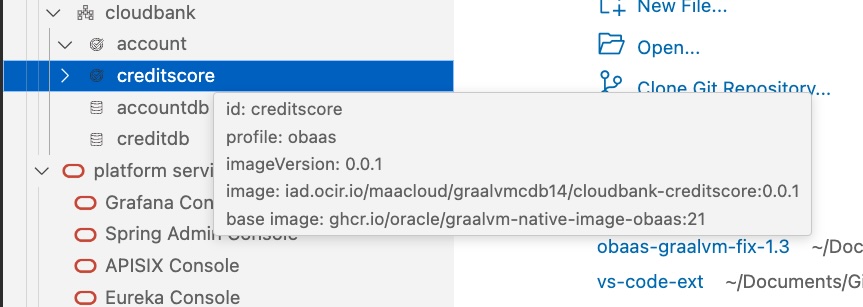 cloudbank
account
creditscore
accountdb
creditdb
platform servi
Grafana Con
Spring Admin Console
APISIX Console
Eureka Console
id: creditscore
profile: obaas
imageVersion: 0.0.1
image: iad.ocir.io/maacloud/graalvmcdb14/cloudbank-creditscore:0.0.1
base image: ghcr.io/oracle/graalvm-native-image-obaas:21
New File...
Open...
Clone Git Repository...
obaas-graalvm-fix-1.3 ~/Doc
vs-code-ext ~/Documents/Gi